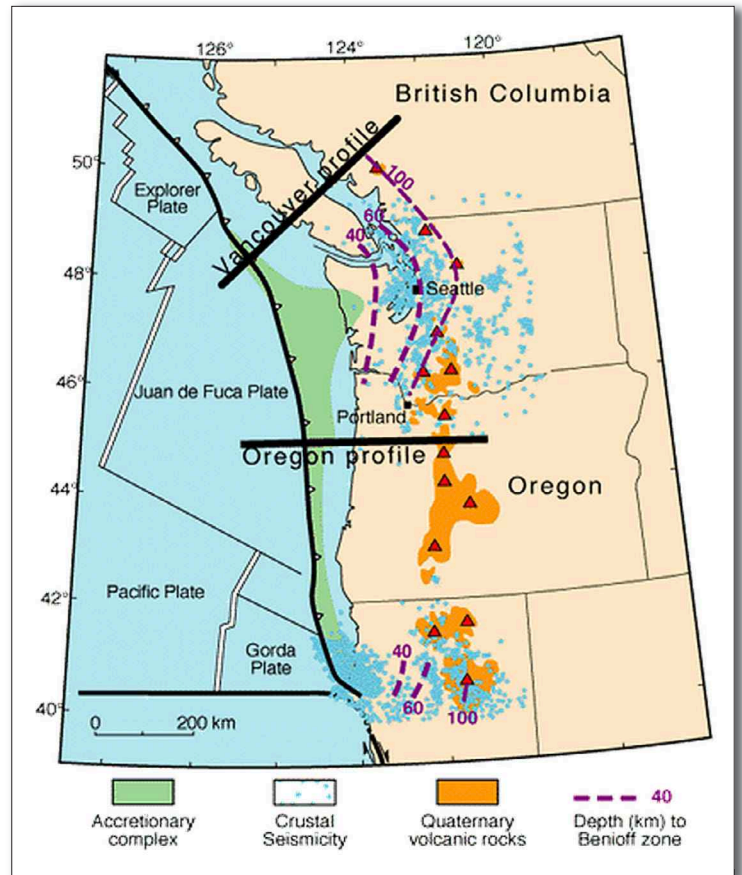 126°
124°
120°
British Columbia
50°
Vancouver profile
100
Explorer
Plate
60
40
48°
Seattle
46°
Juan de Fuca Plate
Portland
Oregon profile
44°
Oregon
Pacific Plate
42°
Gorda
Plate
40
60
100
40°
0 200 km
Accretionary
complex
Crustal
Seismicity
Quaternary
volcanic rocks
40
Depth (km) to
Benioff zone